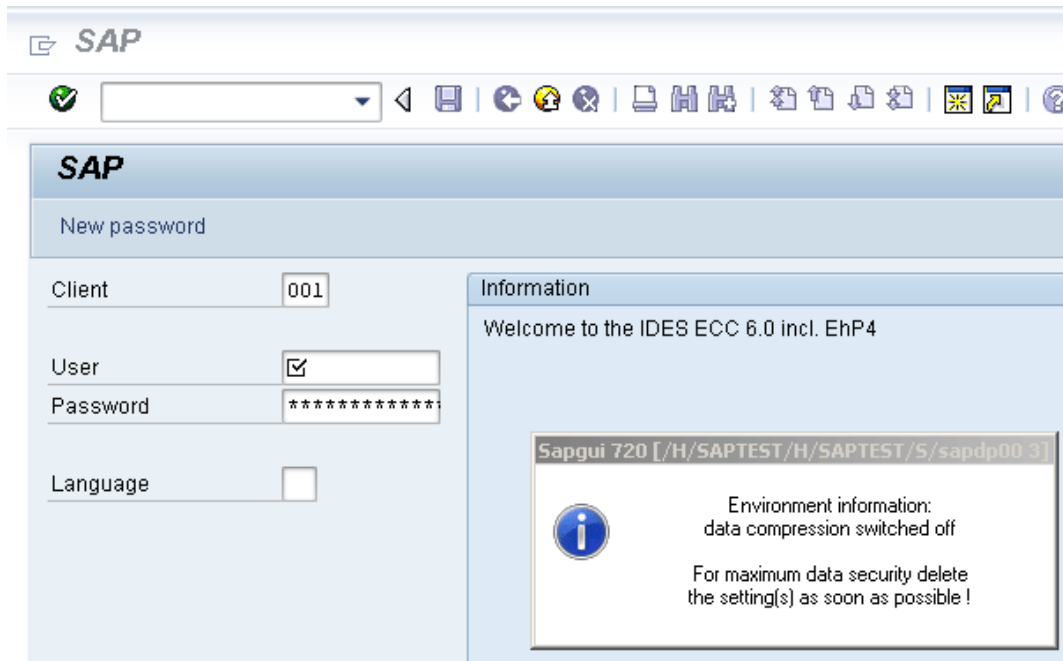 SAP
SAP
New password
Client 001
User
Password *************
Language
Information
Welcome to the IDES ECC 6.0 incl. EhP4
Sapgui 720 [/H/SAPTEST/H/SAPTEST/S/sapdp00 3]
Environment information:
data compression switched off
For maximum data security delete
the setting(s) as soon as possible !